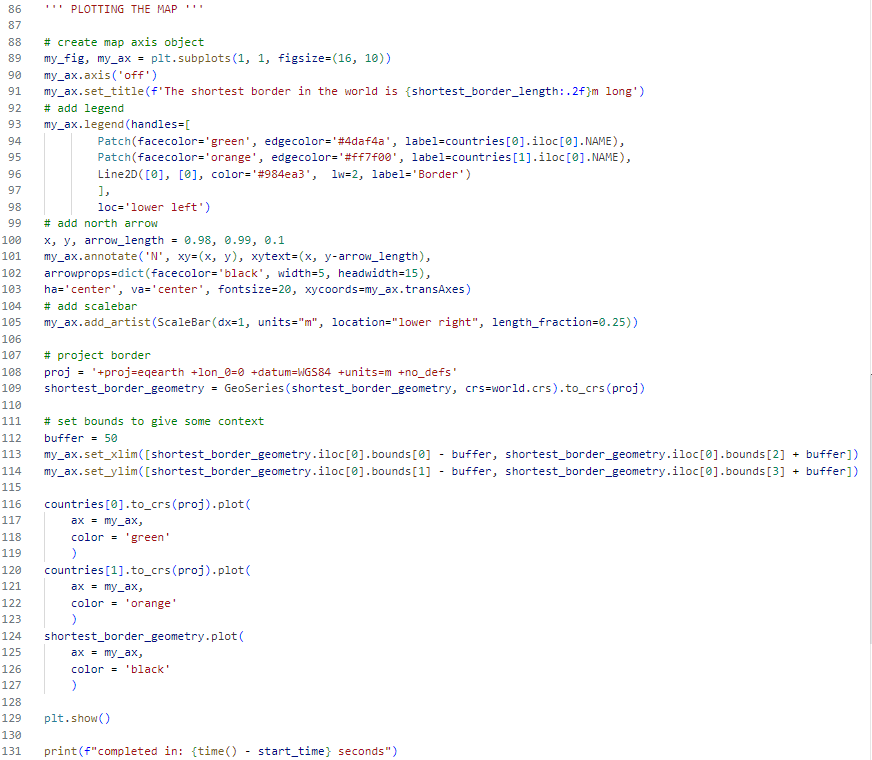 86 ''' PLOTTING THE MAP '''
87
88 # create map axis object
89 my_fig, my_ax = plt.subplots(1, 1, figsize=(16, 10))
90 my_ax.axis('off')
91 my_ax.set_title(f'The shortest border in the world is {shortest_border_length:.2f}m long')
92 # add legend
93 my_ax.legend(handles=[
94         Patch(facecolor='green', edgecolor='#4daf4a', label=countries[0].iloc[0].NAME),
95         Patch(facecolor='orange', edgecolor='#ff7f00', label=countries[1].iloc[0].NAME),
96         Line2D([0], [0], color='#984ea3',  lw=2, label='Border')
97         ],
98         loc='lower left')
99 # add north arrow
100 x, y, arrow_length = 0.98, 0.99, 0.1
101 my_ax.annotate('N', xy=(x, y), xytext=(x, y-arrow_length),
102 arrowprops=dict(facecolor='black', width=5, headwidth=15),
103 ha='center', va='center', fontsize=20, xycoords=my_ax.transAxes)
104 # add scalebar
105 my_ax.add_artist(ScaleBar(dx=1, units="m", location="lower right", length_fraction=0.25))
106
107 # project border
108 proj = '+proj=eqearth +lon_0=0 +datum=WGS84 +units=m +no_defs'
109 shortest_border_geometry = GeoSeries(shortest_border_geometry, crs=world.crs).to_crs(proj)
110
111 # set bounds to give some context
112 buffer = 50
113 my_ax.set_xlim([shortest_border_geometry.iloc[0].bounds[0] - buffer, shortest_border_geometry.iloc[0].bounds[2] + buffer])
114 my_ax.set_ylim([shortest_border_geometry.iloc[0].bounds[1] - buffer, shortest_border_geometry.iloc[0].bounds[3] + buffer])
115
116 countries[0].to_crs(proj).plot(
117     ax = my_ax,
118     color = 'green'
119     )
120 countries[1].to_crs(proj).plot(
121     ax = my_ax,
122     color = 'orange'
123     )
124 shortest_border_geometry.plot(
125     ax = my_ax,
126     color = 'black'
127     )
128
129 plt.show()
130
131 print(f"completed in: {time() - start_time} seconds")